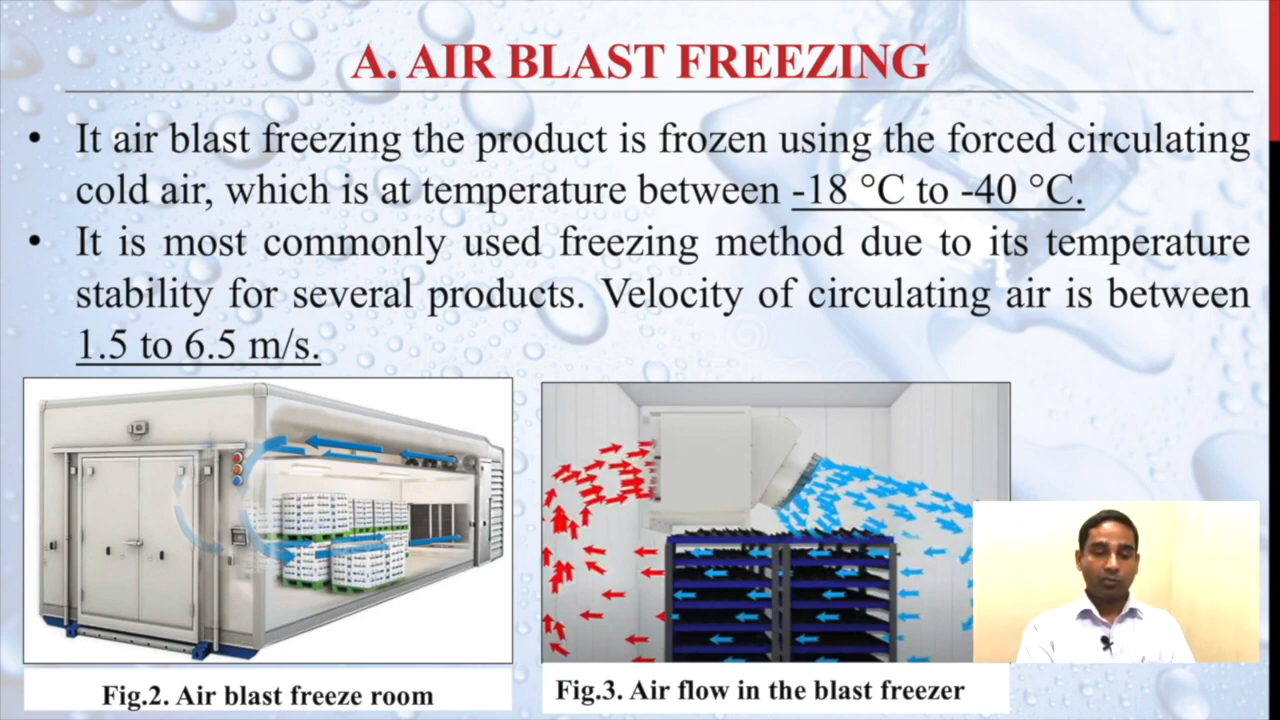 A. AIR BLAST FREEZING
• It air blast freezing the product is frozen using the forced circulating
cold air, which is at temperature between -18 °C to -40 °C.
• It is most commonly used freezing method due to its temperature
stability for several products. Velocity of circulating air is between
1.5 to 6.5 m/s.
Fig.2. Air blast freeze room
Fig.3. Air flow in the blast freezer